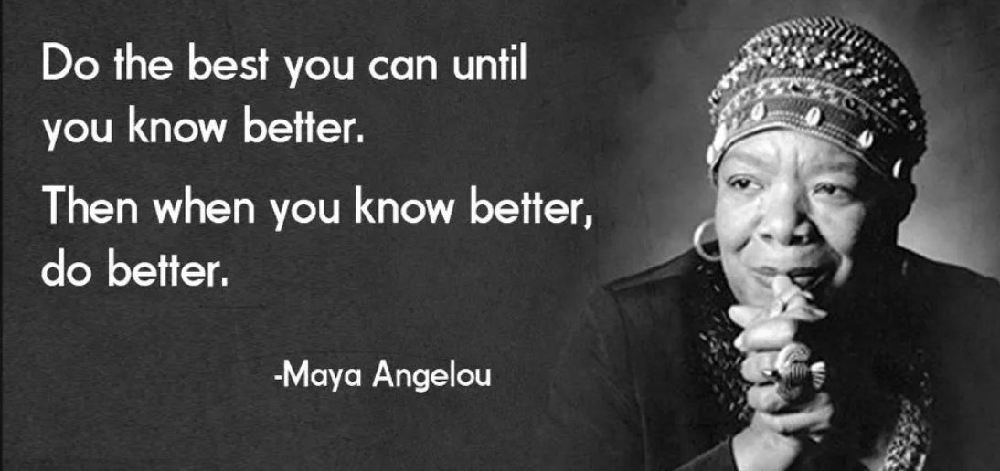 Do the best you can until
you know better.
Then when you know better,
do better.
-Maya Angelou